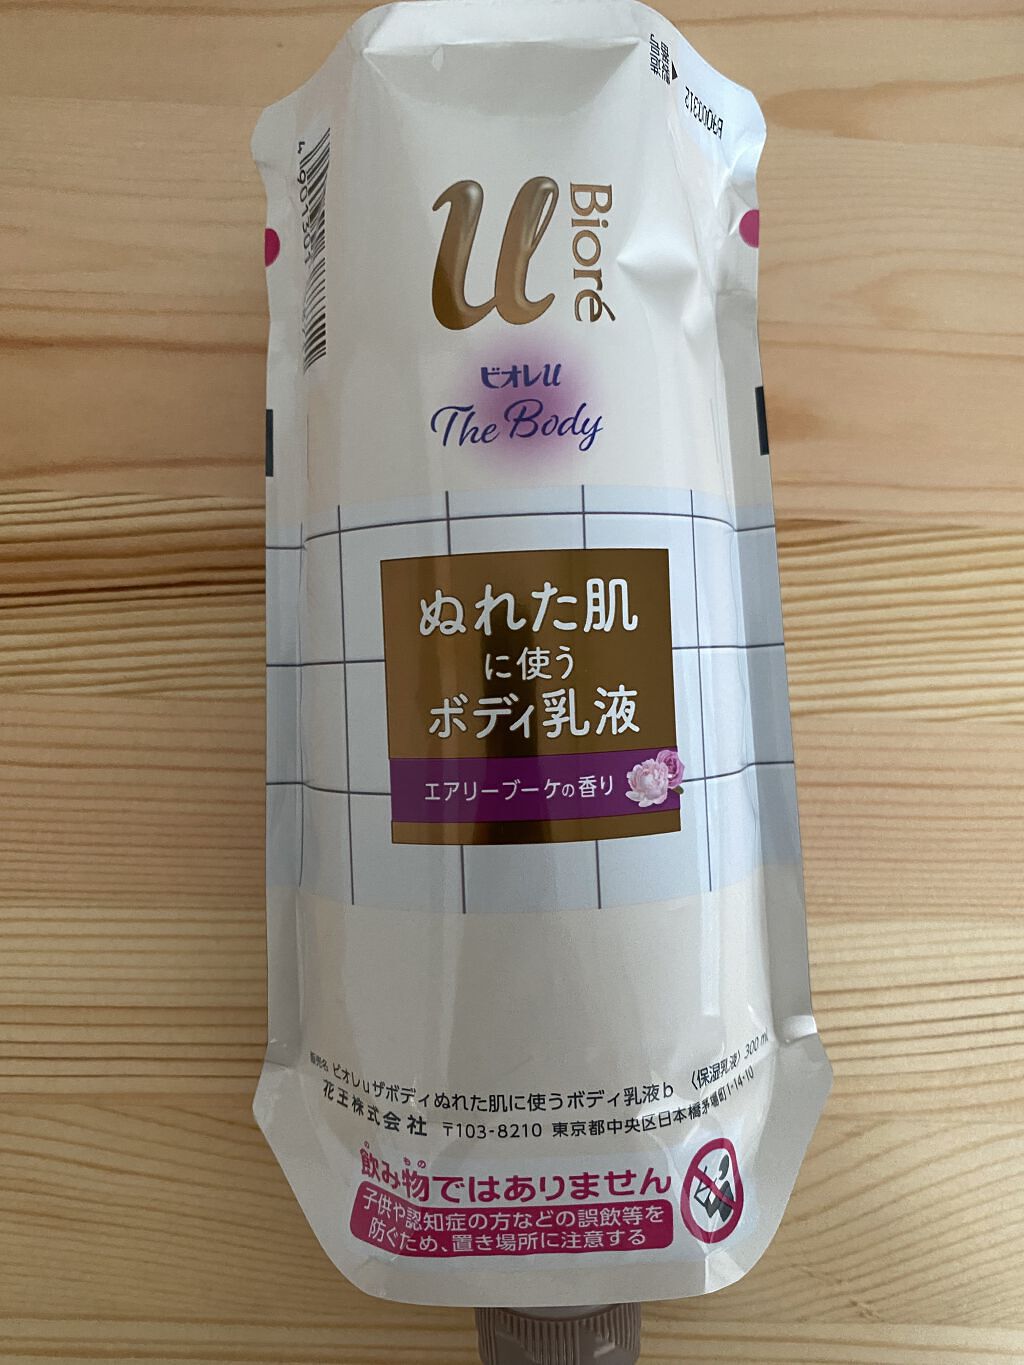 u
Bioré
ビオレu
The Body
ぬれた肌
に使う
ボディ乳液
エアリーブーケの香り
販売名 ビオレuザボディぬれた肌に使うボディ乳液b 〈保湿乳液〉 300 ml
花王株式会社 〒103-8210 東京都中央区日本橋茅場町1-14-10
飲み物ではありません
子供や認知症の方などの誤飲等を
防ぐため、置き場所に注意する